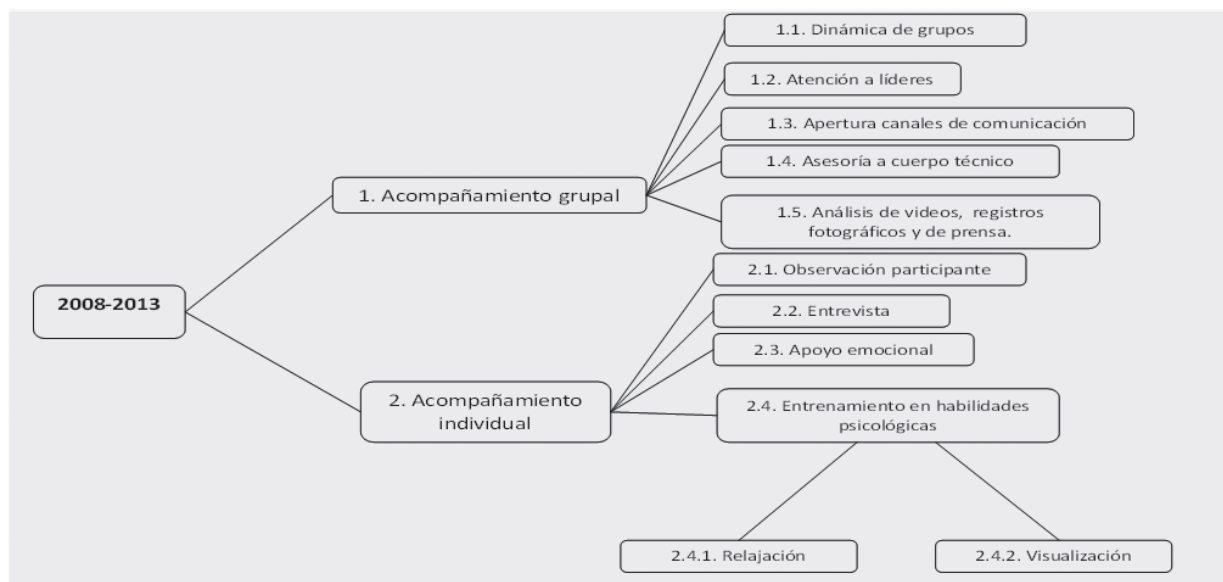 1.1. Dinámica de grupos
1.2. Atención a líderes
1.3. Apertura canales de comunicación
1.4. Asesoría a cuerpo técnico
1. Acompañamiento grupal
1.5. Análisis de videos, registros
fotográficos y de prensa.
2.1. Observación participante
2008-2013
2.2. Entrevista
2.3. Apoyo emocional
2. Acompañamiento
individual
2.4. Entrenamiento en habilidades
psicológicas
2.4.1. Relajación
2.4.2. Visualización